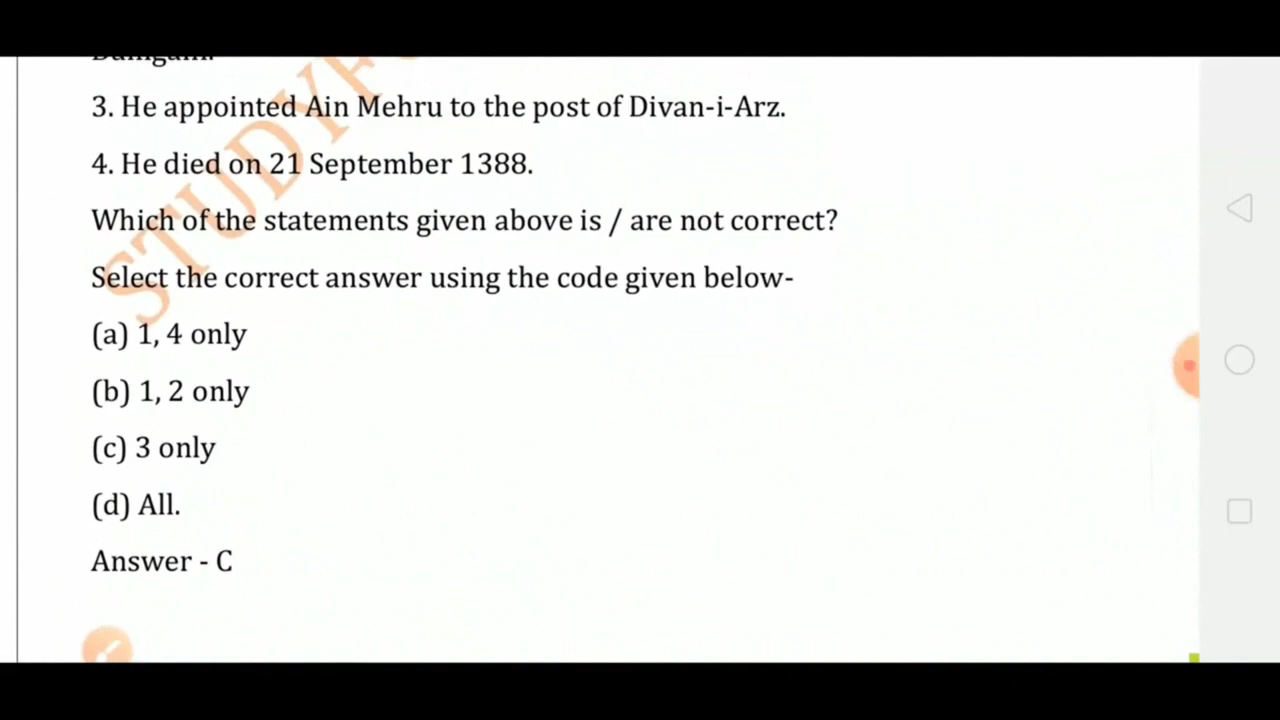 3. He appointed Ain Mehru to the post of Divan-i-Arz.
4. He died on 21 September 1388.
Which of the statements given above is / are not correct?
Select the correct answer using the code given below-
(a) 1, 4 only
(b) 1, 2 only
(c) 3 only
(d) All.
Answer - C